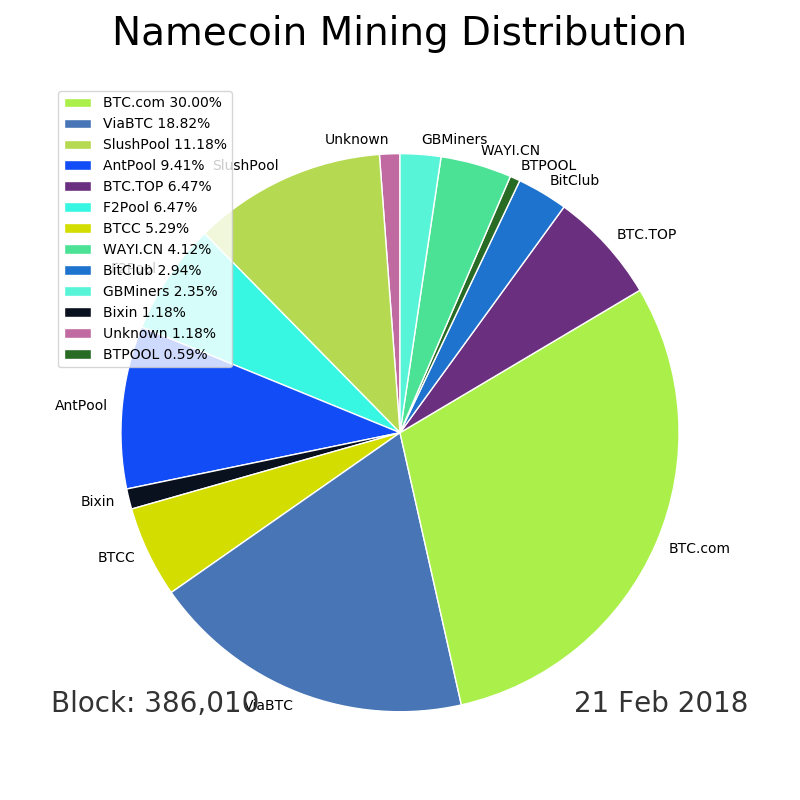 Namecoin Mining Distribution
BTC.com 30.00%
ViaBTC 18.82%
SlushPool 11.18%
AntPool 9.41%
BTC.TOP 6.47%
F2Pool 6.47%
BTCC 5.29%
WAYI.CN 4.12%
BitClub 2.94%
GBMiners 2.35%
Bixin 1.18%
Unknown 1.18%
BTPOOL 0.59%
Unknown
GBMiners
WAYI.CN
BTPOOL
BitClub
SlushPool
BTC.TOP
AntPool
Bixin
BTCC
BTC.com
ViaBTC
Block: 386,010
21 Feb 2018